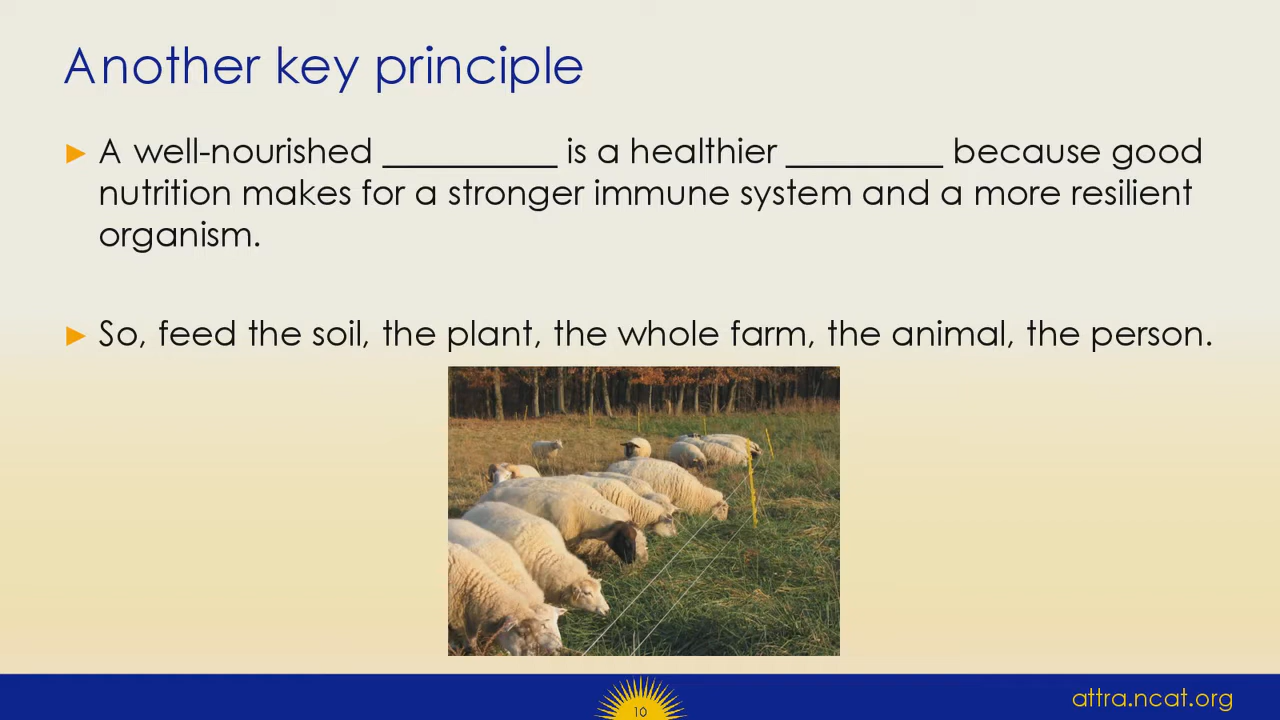 Another key principle
A well-nourished __________ is a healthier _________ because good
nutrition makes for a stronger immune system and a more resilient
organism.
So, feed the soil, the plant, the whole farm, the animal, the person.
10
attra.ncat.org